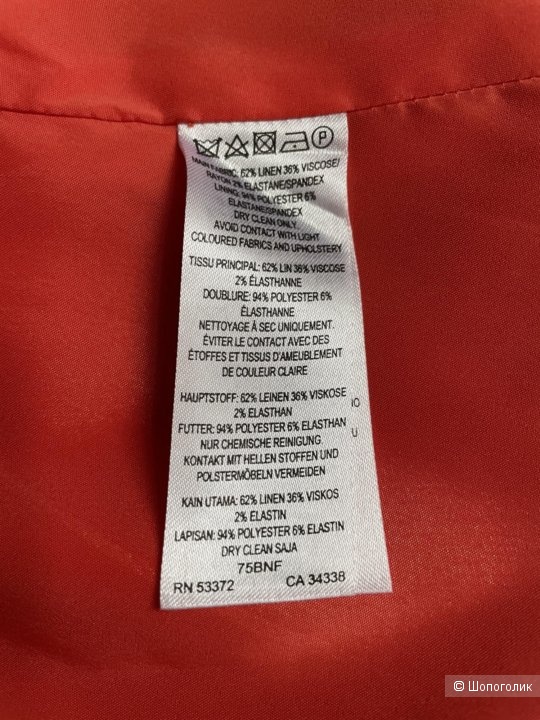 P
MAIN FABRIC: 62% LINEN 36% VISCOSE/
RAYON 2% ELASTANE/SPANDEX
LINING: 94% POLYESTER 6%
ELASTANE/SPANDEX
DRY CLEAN ONLY.
AVOID CONTACT WITH LIGHT
COLOURED FABRICS AND UPHOLSTERY
TISSU PRINCIPAL: 62% LIN 36% VISCOSE
2% ÉLASTHANNE
DOUBLURE: 94% POLYESTER 6%
ÉLASTHANNE
NETTOYAGE À SEC UNIQUEMENT.
ÉVITER LE CONTACT AVEC DES
ÉTOFFES ET TISSUS D'AMEUBLEMENT
DE COULEUR CLAIRE
HAUPTSTOFF: 62% LEINEN 36% VISKOSE
2% ELASTHAN
FUTTER: 94% POLYESTER 6% ELASTHAN
NUR CHEMISCHE REINIGUNG.
KONTAKT MIT HELLEN STOFFEN UND
POLSTERMÖBELN VERMEIDEN
IO
U
KAIN UTAMA: 62% LINEN 36% VISKOS
2% ELASTIN
LAPISAN: 94% POLYESTER 6% ELASTIN
DRY CLEAN SAJA
75BNF
RN 53372 CA 34338
© Шопоголик